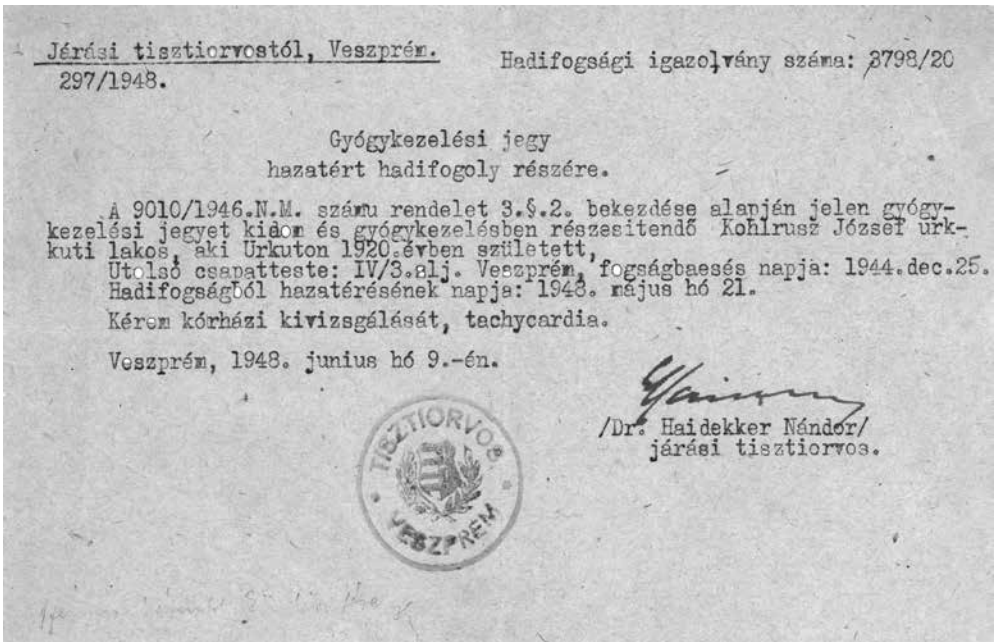 Járási tisztiorvostól, Veszprém.
Hadifogsági igazolvány száma: 3798/20
297/1948.
Gyógykezelési jegy
hazatért hadifogoly részére.
A 9010/1946.N.M. számu rendelet 3.§.2. bekezdése alapján jelen gyógy-
kezelési jegyet kidom és gyógykezelésben részesitendő Kohlrusz József urk-
kuti lakos, aki Urkuton 1920.évben született,
Utolsó csapatteste: IV/3.alj. Veszprém, fogságbaesés napja: 1944.dec.25.
Hadifogságból hazatérésének napja: 1948. május hó 21.
Kérem kórházi kivizsgálását, tachycardia.
Veszprém, 1948. junius hó 9.-én.
/Dr. Haidekker Nándor/
járási tisztiorvos.
TISZTIORVOS.
VESZPRÉM